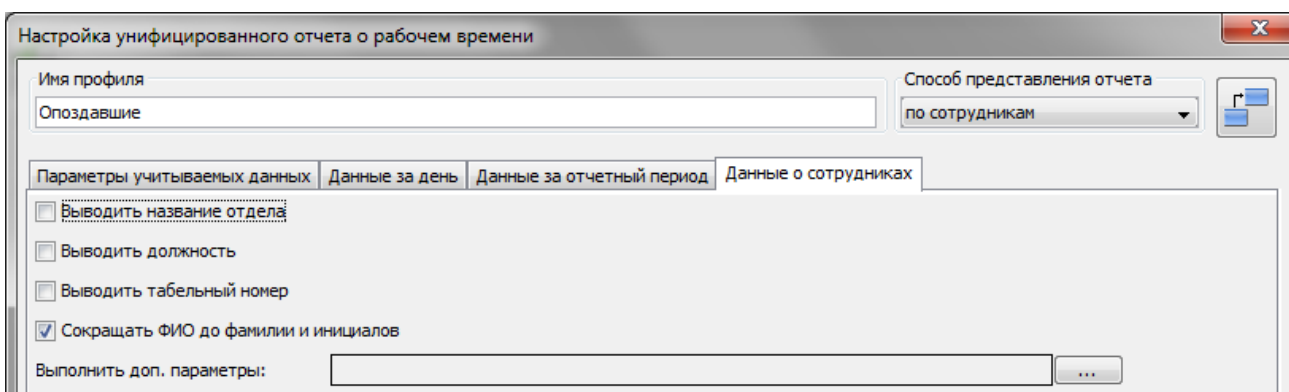 Настройка унифицированного отчета о рабочем времени
Имя профиля
Способ представления отчета
Опоздавшие
по сотрудникам
Параметры учитываемых данных Данные за день Данные за отчетный период Данные о сотрудниках
Выводить название отдела
Выводить должность
Выводить табельный номер
Сокращать ФИО до фамилии и инициалов
Выполнить доп. параметры:
...